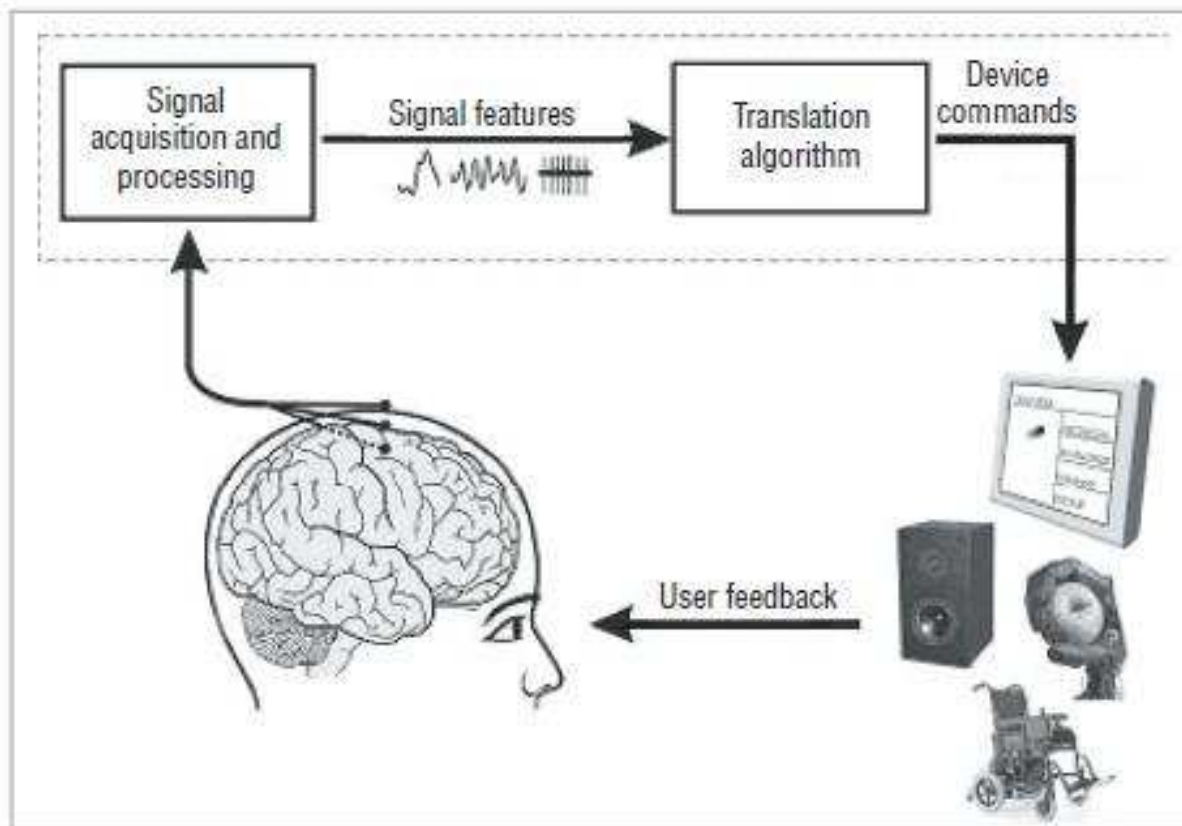 Signal
acquisition and
processing
Signal features
Translation
algorithm
Device
commands
User feedback